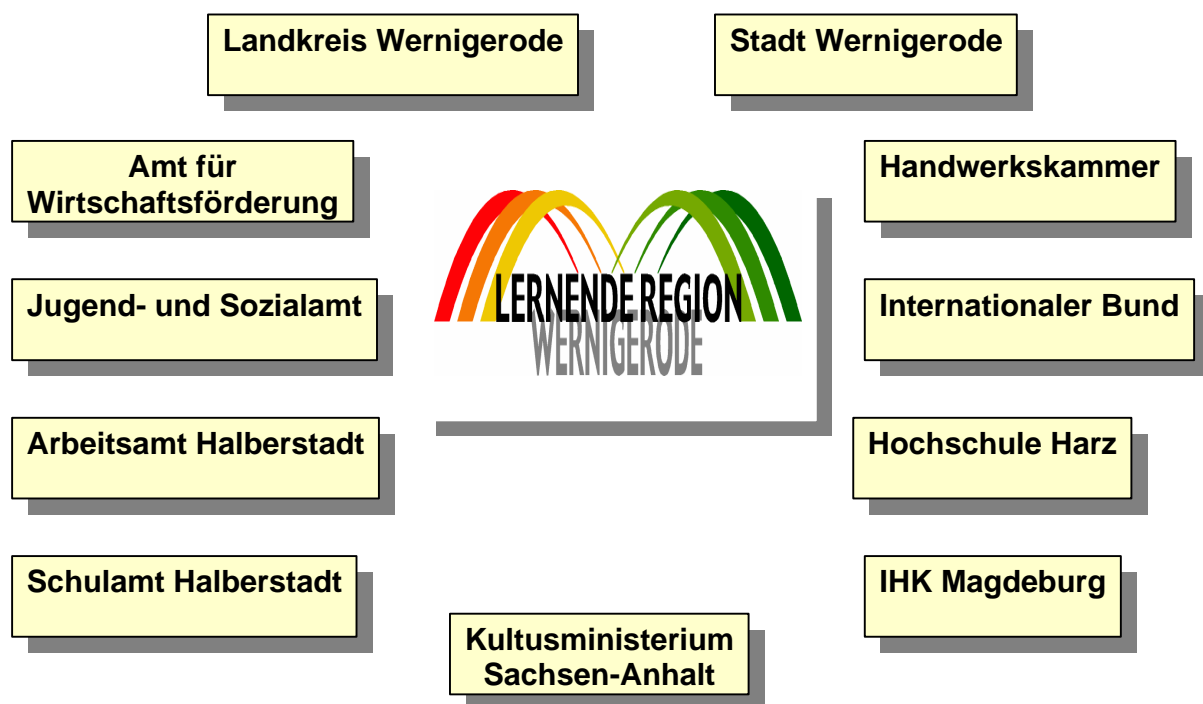 Landkreis Wernigerode
Stadt Wernigerode
Amt für
Wirtschaftsförderung
Handwerkskammer
LERNENDE REGION
WERNIGERODE
Jugend- und Sozialamt
Internationaler Bund
Arbeitsamt Halberstadt
Hochschule Harz
Schulamt Halberstadt
IHK Magdeburg
Kultusministerium
Sachsen-Anhalt